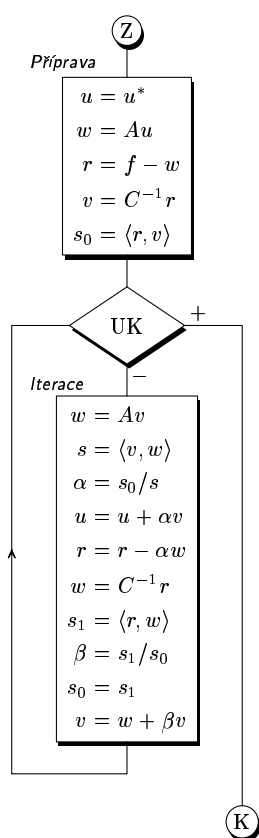 Z
Příprava
u = u*
w = Au
r = f − w
v = C⁻¹r
s₀ = ⟨r, v⟩
UK
+
−
Iterace
w = Av
s = ⟨v, w⟩
α = s₀/s
u = u + αv
r = r − αw
w = C⁻¹r
s₁ = ⟨r, w⟩
β = s₁/s₀
s₀ = s₁
v = w + βv
K